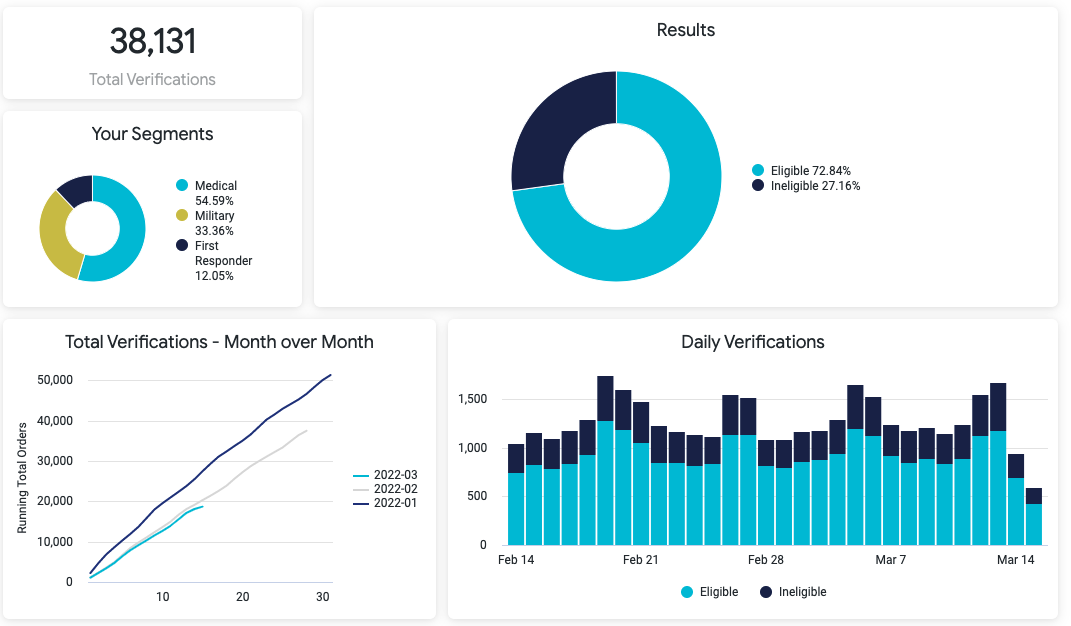 38,131
Total Verifications
Results
Eligible 72.84%
Ineligible 27.16%
Your Segments
Medical
54.59%
Military
33.36%
First
Responder
12.05%
Total Verifications - Month over Month
Running Total Orders
50,000
40,000
30,000
20,000
10,000
0
10
20
30
2022-03
2022-02
2022-01
Daily Verifications
1,500
1,000
500
0
Feb 14
Feb 21
Feb 28
Mar 7
Mar 14
Eligible
Ineligible